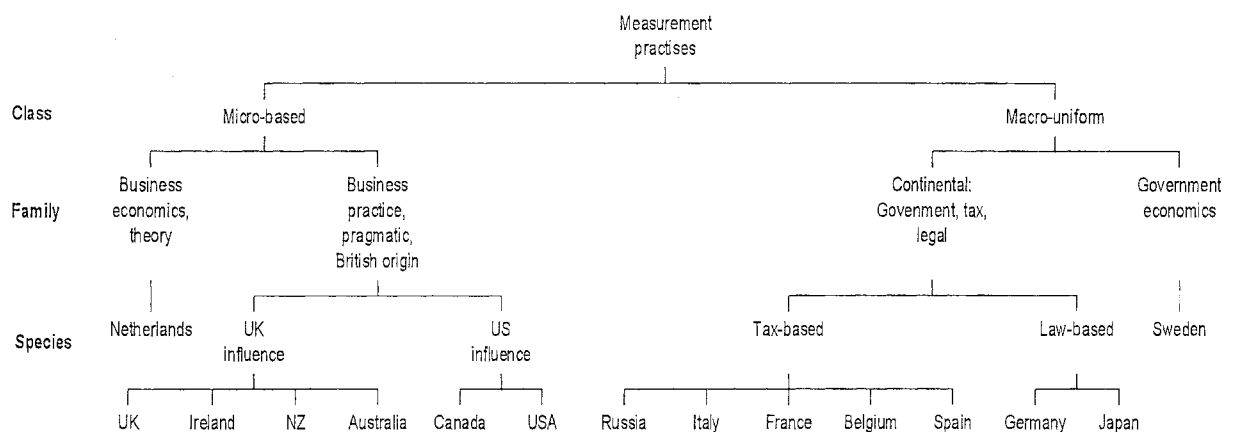 Measurement
practises
Class
Micro-based
Macro-uniform
Family
Business
economics,
theory
Business
practice,
pragmatic,
British origin
Continental:
Govenment, tax,
legal
Government
economics
Species
Netherlands
UK
influence
US
influence
Tax-based
Law-based
Sweden
UK
Ireland
NZ
Australia
Canada
USA
Russia
Italy
France
Belgium
Spain
Germany
Japan